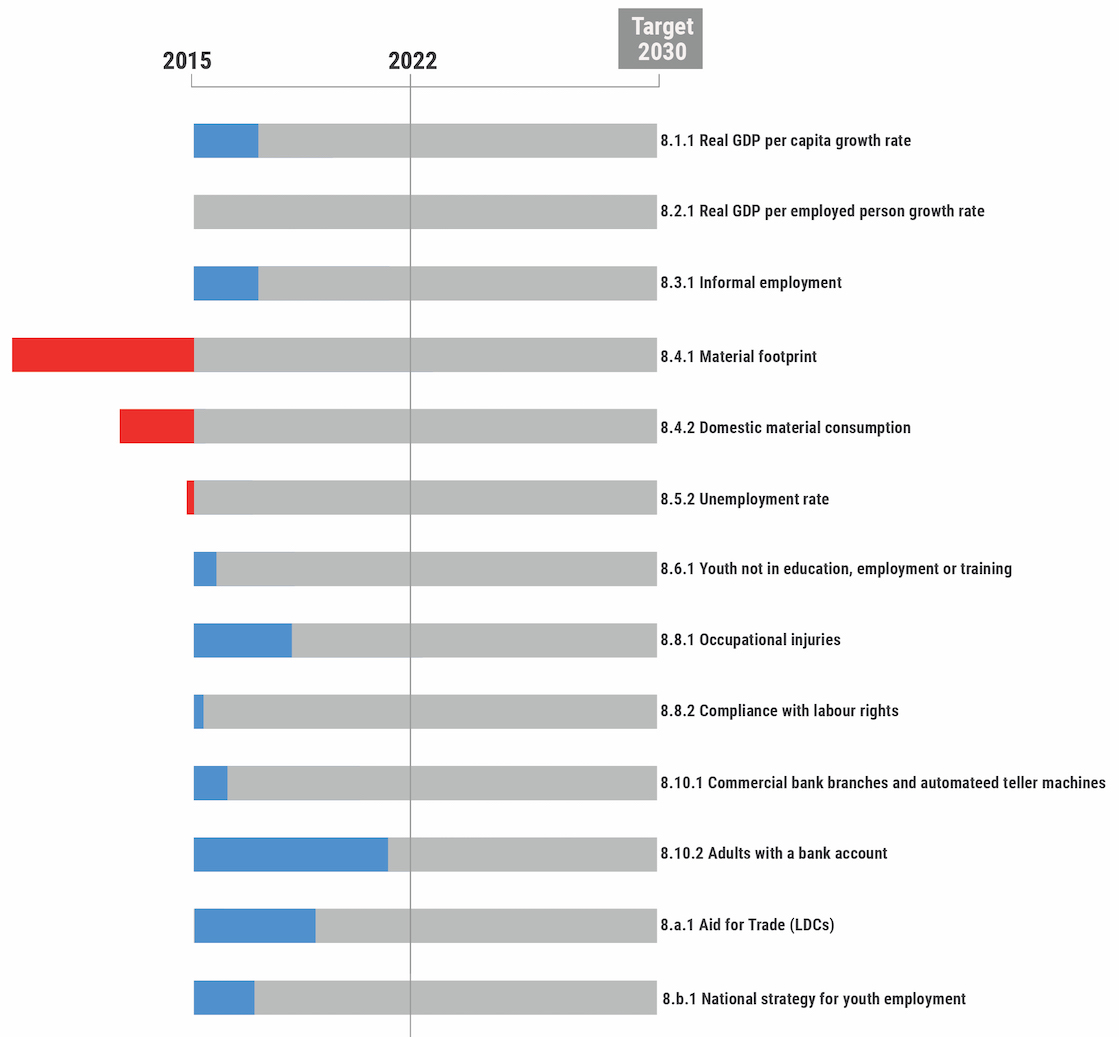 Target
2030
2015
2022
8.1.1 Real GDP per capita growth rate
8.2.1 Real GDP per employed person growth rate
8.3.1 Informal employment
8.4.1 Material footprint
8.4.2 Domestic material consumption
8.5.2 Unemployment rate
8.6.1 Youth not in education, employment or training
8.8.1 Occupational injuries
8.8.2 Compliance with labour rights
8.10.1 Commercial bank branches and automateed teller machines
8.10.2 Adults with a bank account
8.a.1 Aid for Trade (LDCs)
8.b.1 National strategy for youth employment